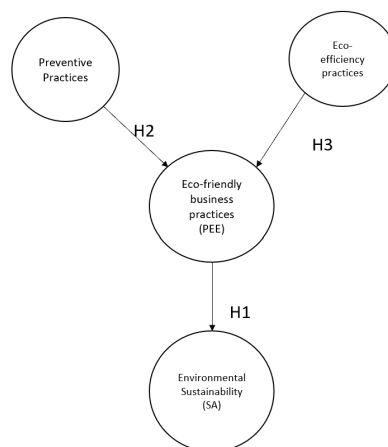 Preventive
Practices
Eco-
efficiency
practices
H2
H3
Eco-friendly
business
practices
(PEE)
H1
Environmental
Sustainability
(SA)